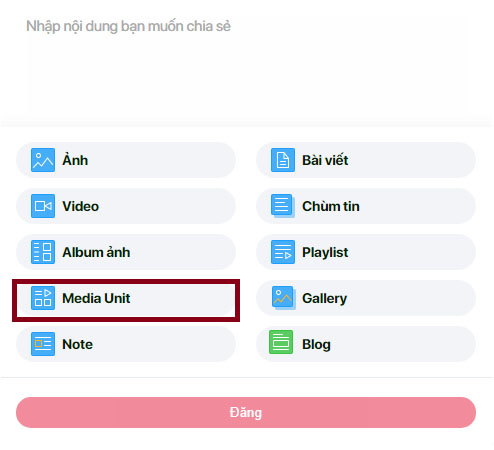 Nhập nội dung bạn muốn chia sẻ
Ảnh
Bài viết
Video
Chùm tin
Album ảnh
Playlist
Media Unit
Gallery
Note
Blog
Đăng